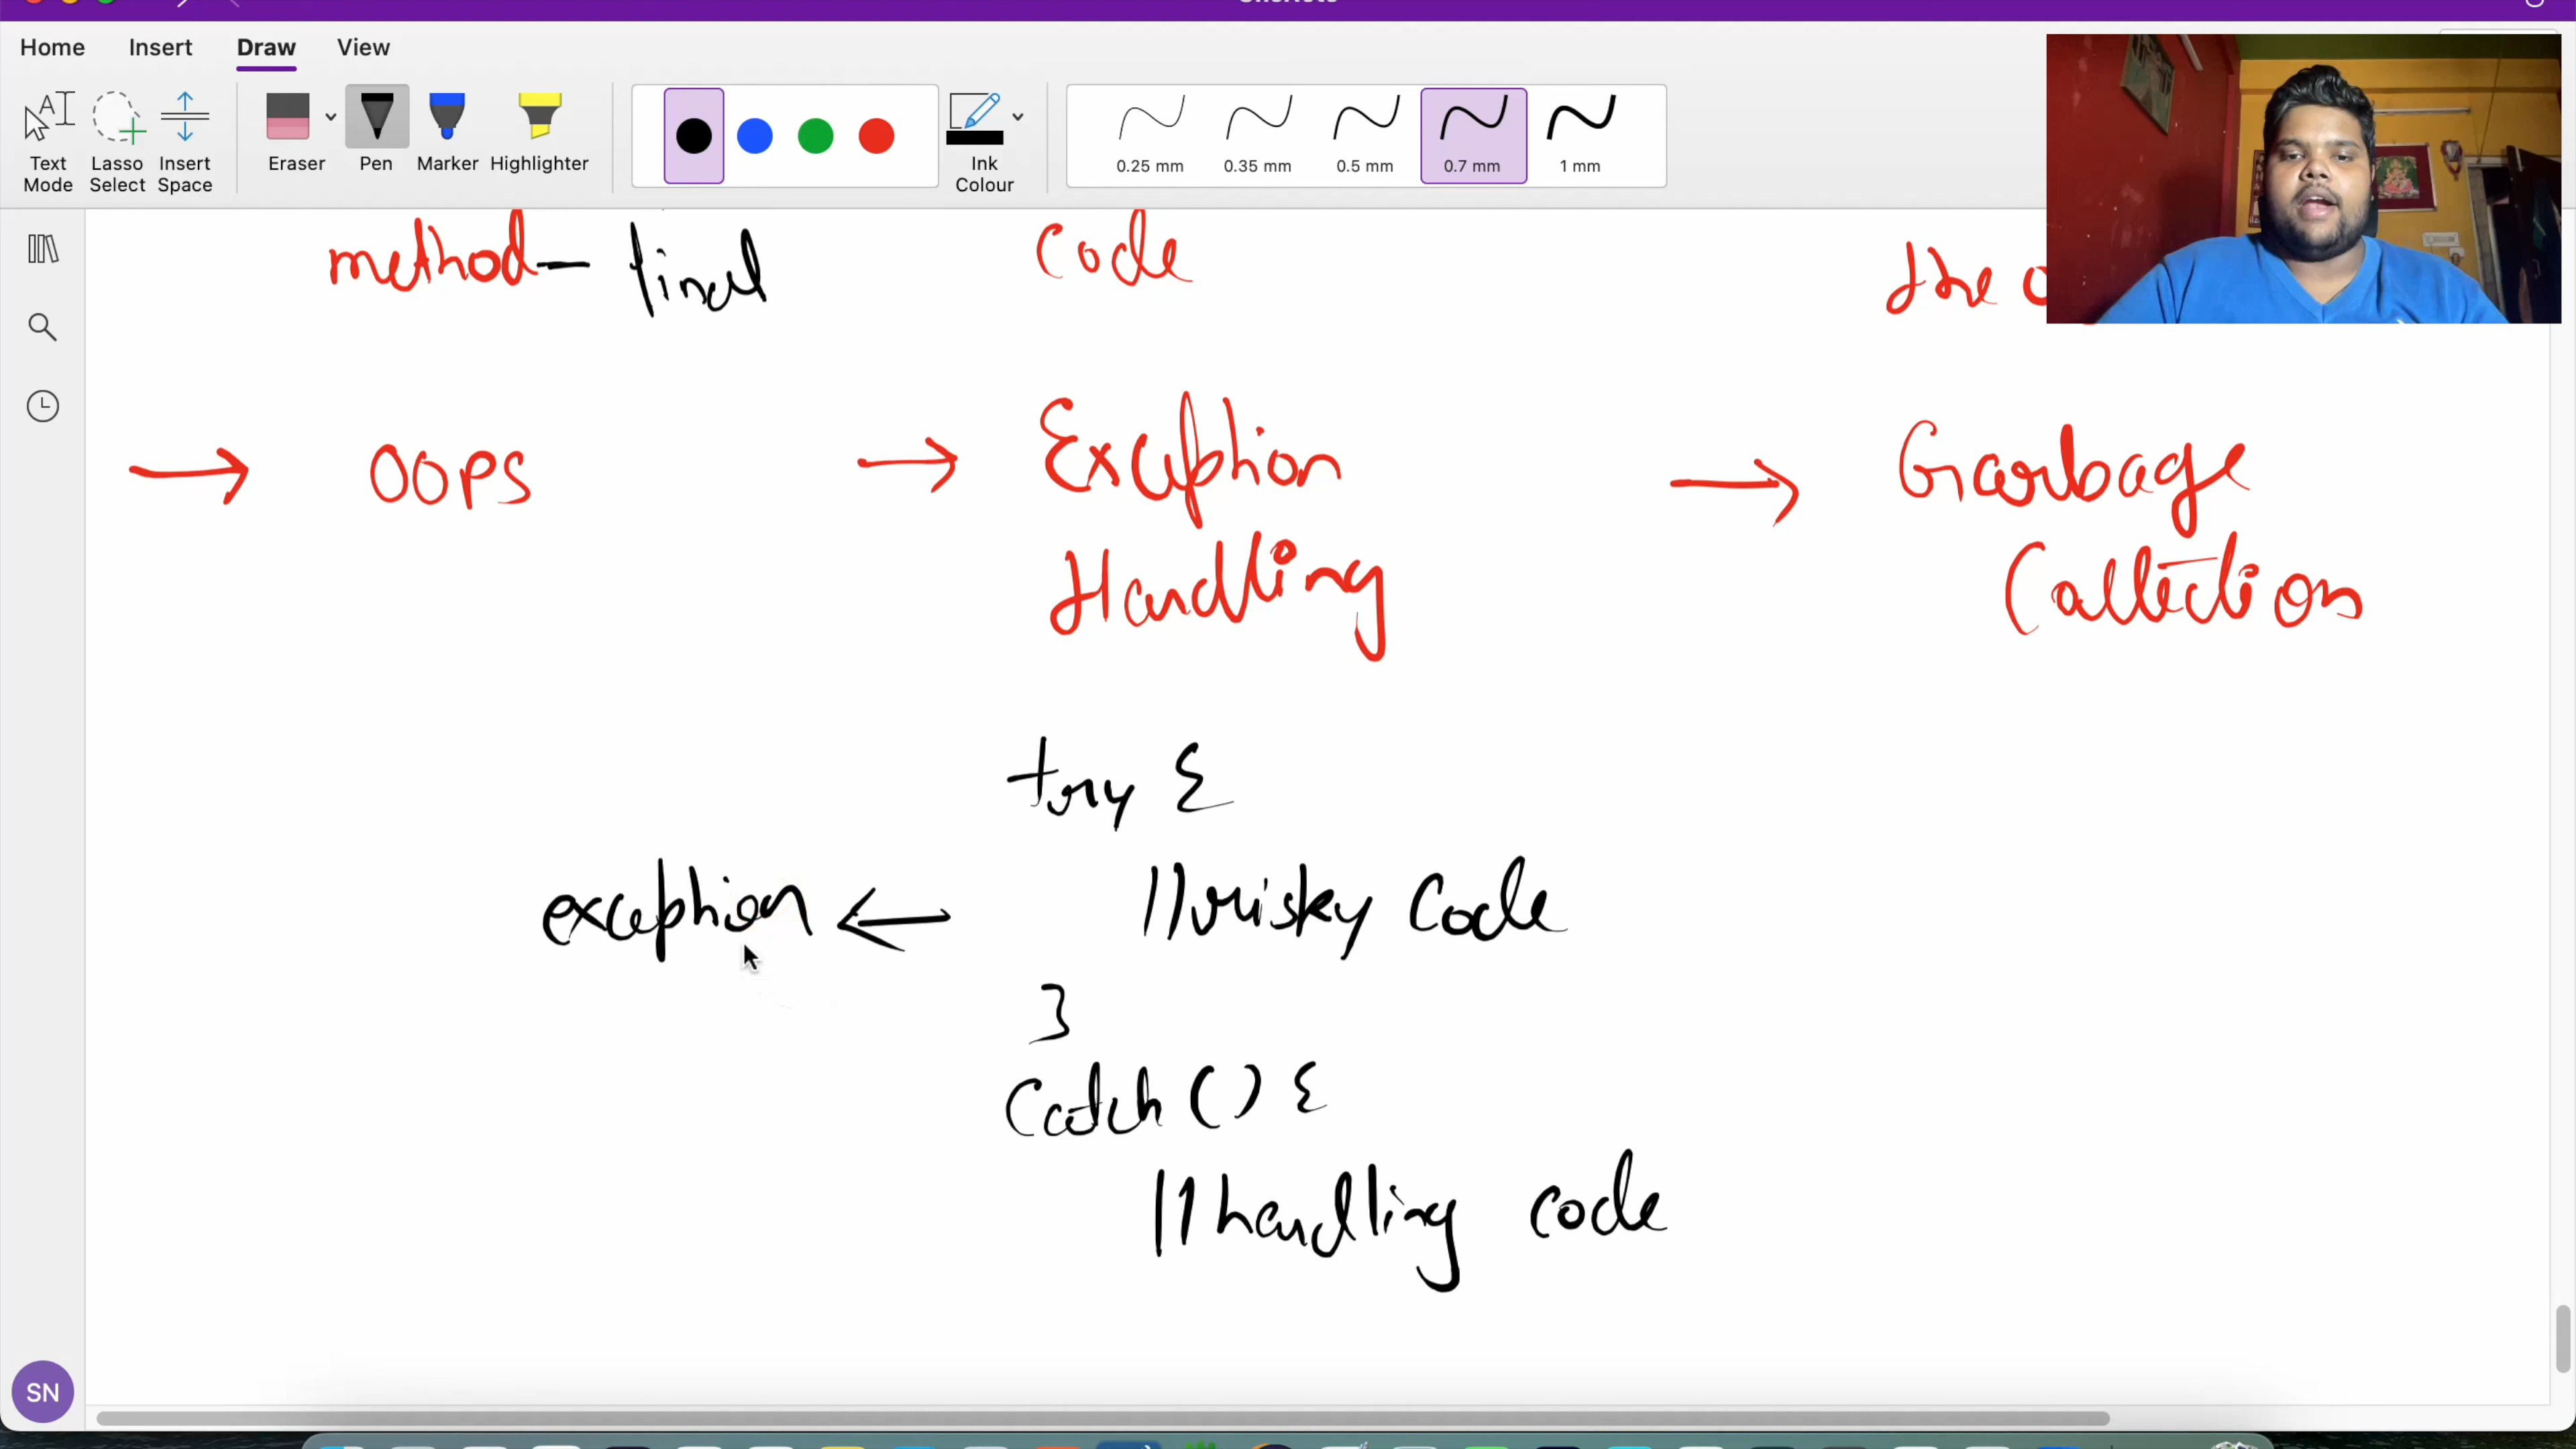 Home Insert Draw View
Text Mode
Lasso Select
Insert Space
Eraser
Pen
Marker
Highlighter
Ink Colour
0.25 mm
0.35 mm
0.5 mm
0.7 mm
1 mm
method - final
Code
the
→ OOPS
→ Exception
Handling
→ Garbage
Collection
try {
//risky Code
exception ←
}
Catch () {
//handling code
SN